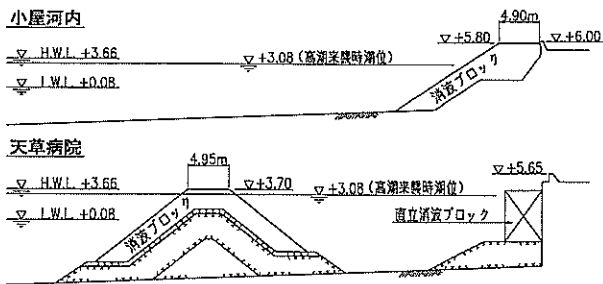 小屋河内
4.90m
▽+5.80 ▽+6.00
▽ H.W.L. +3.66
▽+3.08 (高潮来襲時潮位)
▽ L.W.L. +0.08
消波ブロック
天草病院
4.95m
▽+5.65
▽ H.W.L. +3.66
▽+3.70
▽+3.08 (高潮来襲時潮位)
▽ L.W.L. +0.08
消波ブロック
直立消波ブロック